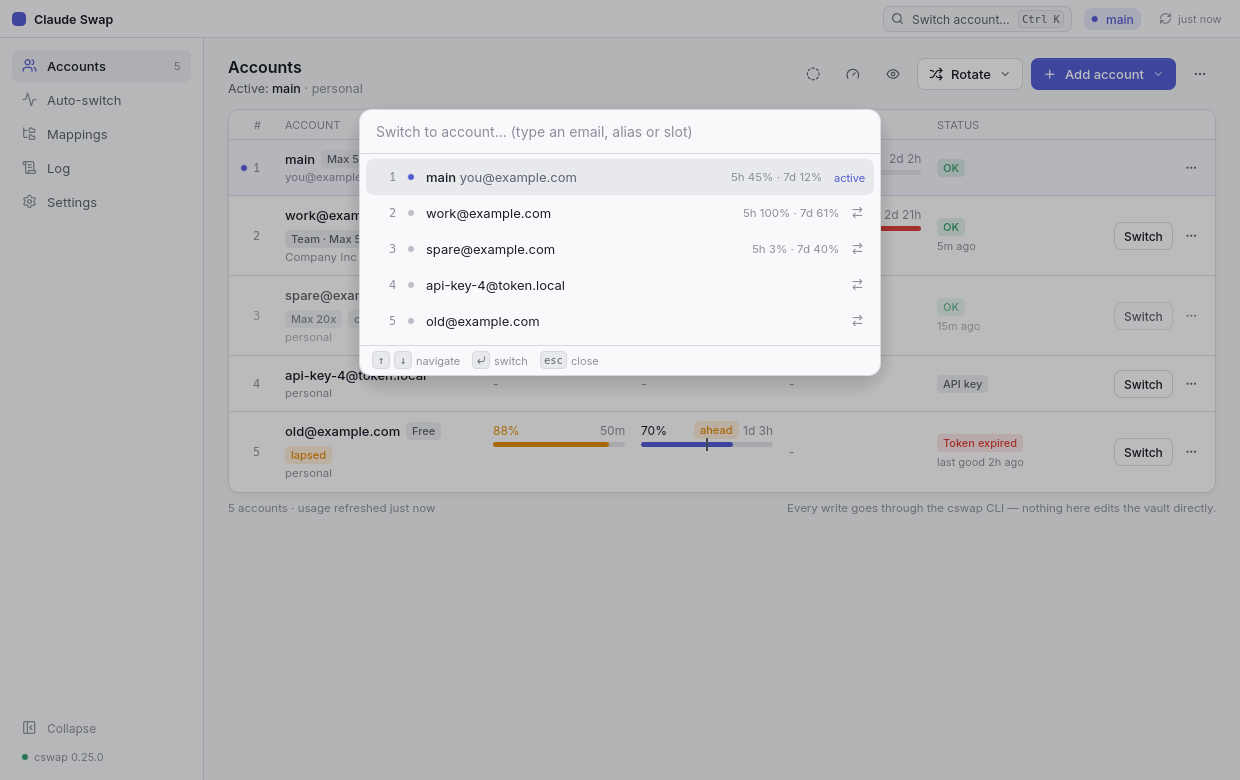 Claude Swap
Switch account... Ctrl K
main
just now
Accounts 5
Auto-switch
Mappings
Log
Settings
Collapse
cswap 0.25.0
Accounts
Active: main · personal
Rotate
Add account
# ACCOUNT STATUS
1 main Max 5 2d 2h OK
you@example
Switch to account... (type an email, alias or slot)
1 main you@example.com 5h 45% · 7d 12% active
2 work@example.com 5h 100% · 7d 61%
3 spare@example.com 5h 3% · 7d 40%
4 api-key-4@token.local
5 old@example.com
↑ ↓ navigate ↵ switch esc close
2 work@exam 2d 21h OK
Team · Max 5 5m ago Switch
Company Inc
3 spare@exam OK
Max 20x 15m ago Switch
personal
4 api-key-4@token.local - - - API key Switch
personal
5 old@example.com Free 88% 50m 70% ahead 1d 3h - Token expired Switch
lapsed last good 2h ago
personal
5 accounts · usage refreshed just now
Every write goes through the cswap CLI — nothing here edits the vault directly.